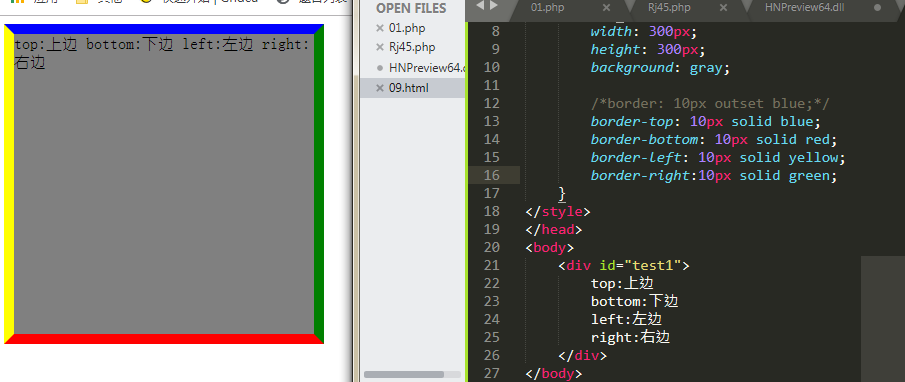 应用
其他
top:上边 bottom:下边 left:左边 right:
右边
OPEN FILES
01.php
Rj45.php
HNPreview64.d
09.html
01.php
Rj45.php
HNPreview64.dll
8 width: 300px;
9 height: 300px;
10 background: gray;
11
12 /*border: 10px outset blue;*/
13 border-top: 10px solid blue;
14 border-bottom: 10px solid red;
15 border-left: 10px solid yellow;
16 border-right:10px solid green;
17 }
18 </style>
19 </head>
20 <body>
21 <div id="test1">
22 top:上边
23 bottom:下边
24 left:左边
25 right:右边
26 </div>
27 </body>